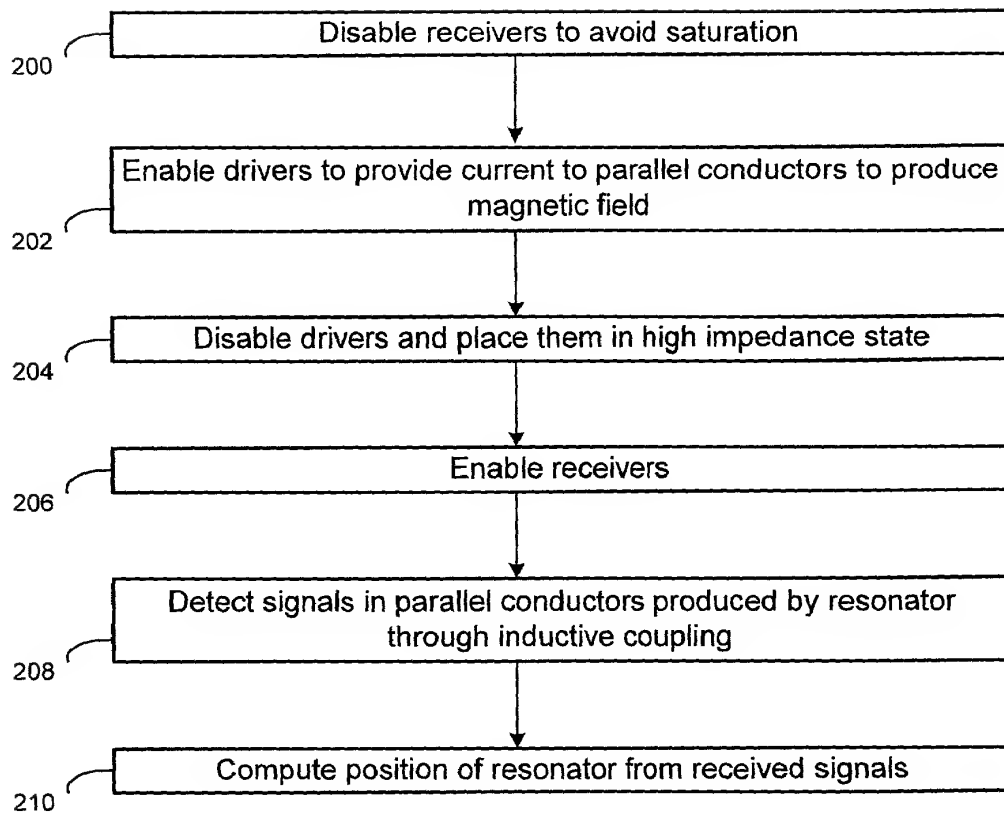 Disable receivers to avoid saturation
200
Enable drivers to provide current to parallel conductors to produce
magnetic field
202
Disable drivers and place them in high impedance state
204
Enable receivers
206
Detect signals in parallel conductors produced by resonator
through inductive coupling
208
Compute position of resonator from received signals
210